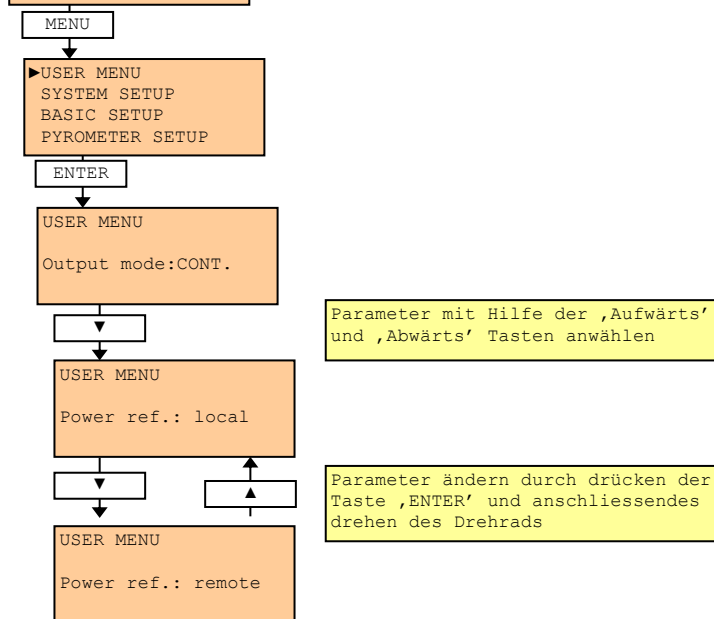 MENU
►USER MENU
SYSTEM SETUP
BASIC SETUP
PYROMETER SETUP
ENTER
USER MENU
Output mode:CONT.
▼
Parameter mit Hilfe der ‚Aufwärts’
und ‚Abwärts’ Tasten anwählen
USER MENU
Power ref.: local
▼
▲
Parameter ändern durch drücken der
Taste ‚ENTER’ und anschliessendes
drehen des Drehrads
USER MENU
Power ref.: remote